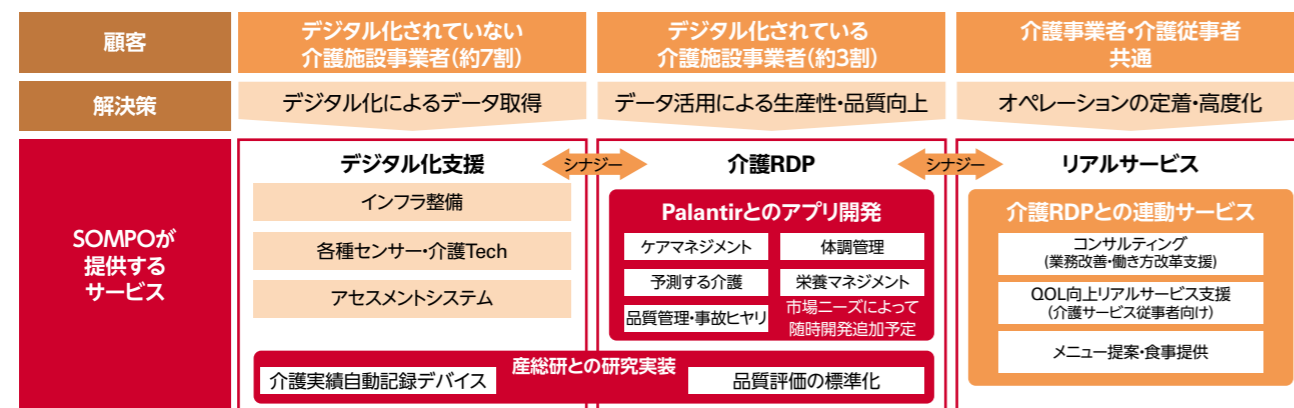 顧客
デジタル化されていない
介護施設事業者(約7割)
デジタル化されている
介護施設事業者(約3割)
介護事業者・介護従事者
共通
解決策
デジタル化によるデータ取得
データ活用による生産性・品質向上
オペレーションの定着・高度化
SOMPOが
提供する
サービス
デジタル化支援
シナジー
介護RDP
シナジー
リアルサービス
インフラ整備
各種センサー・介護Tech
アセスメントシステム
Palantirとのアプリ開発
ケアマネジメント
体調管理
予測する介護
栄養マネジメント
品質管理・事故ヒヤリ
市場ニーズによって
随時開発追加予定
介護RDPとの連動サービス
コンサルティング
(業務改善・働き方改革支援)
QOL向上リアルサービス支援
(介護サービス従事者向け)
メニュー提案・食事提供
産総研との研究実装
介護実績自動記録デバイス
品質評価の標準化